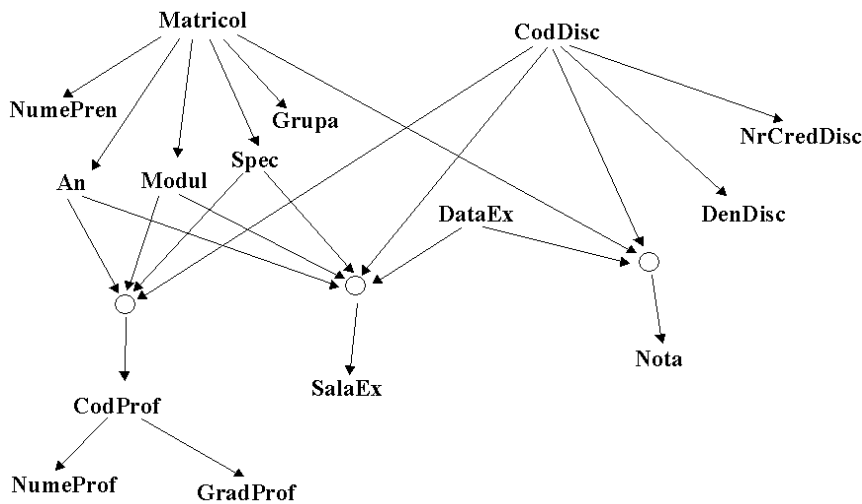 Matricol
CodDisc
NumePren
Grupa
NrCredDisc
Spec
An
Modul
DataEx
DenDisc
Nota
SalaEx
CodProf
NumeProf
GradProf